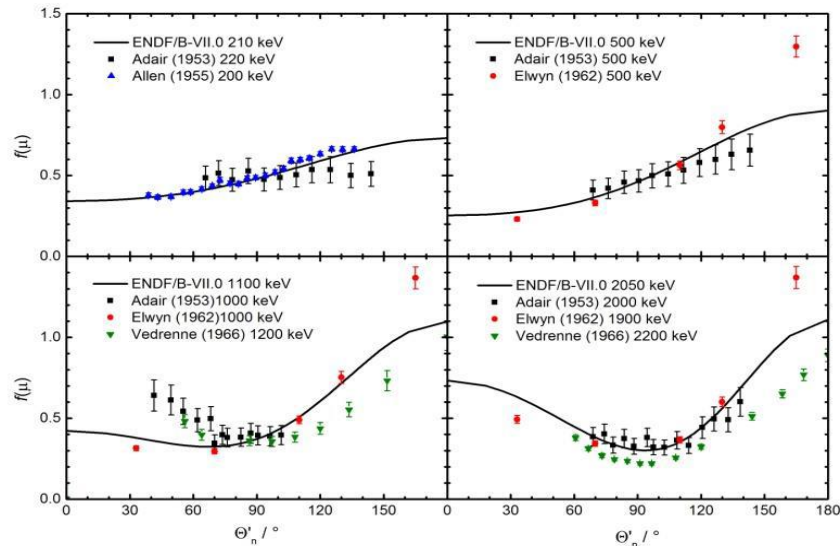 1.5
1.0
0.5
0.0
f(μ)
ENDF/B-VII.0 210 keV
Adair (1953) 220 keV
Allen (1955) 200 keV
ENDF/B-VII.0 500 keV
Adair (1953) 500 keV
Elwyn (1962) 500 keV
1.0
0.5
0.0
f(μ)
ENDF/B-VII.0 1100 keV
Adair (1953)1000 keV
Elwyn (1962)1000 keV
Vedrenne (1966) 1200 keV
ENDF/B-VII.0 2050 keV
Adair (1953) 2000 keV
Elwyn (1962) 1900 keV
Vedrenne (1966) 2200 keV
0 30 60 90 120 150 0 30 60 90 120 150 180
Θ'n / ° Θ'n / °